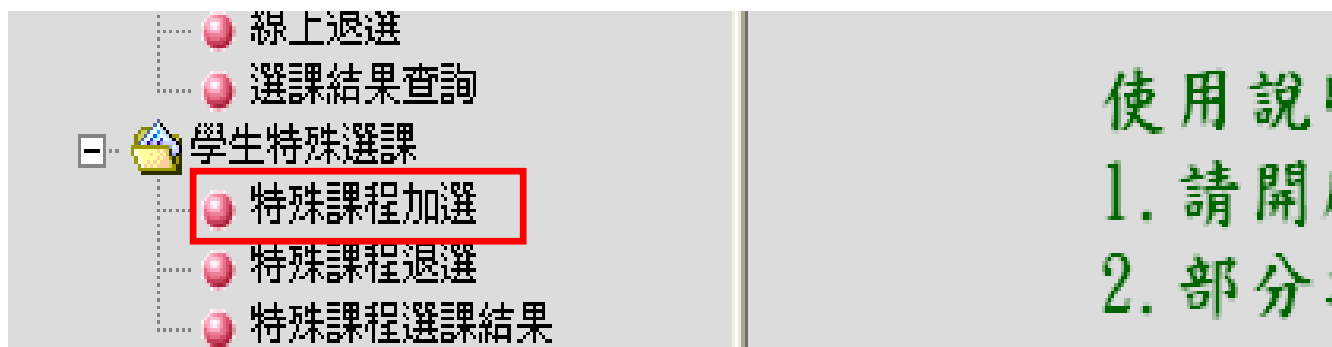 線上退選
選課結果查詢
學生特殊選課
特殊課程加選
特殊課程退選
特殊課程選課結果
使用說
1.請開
2.部分